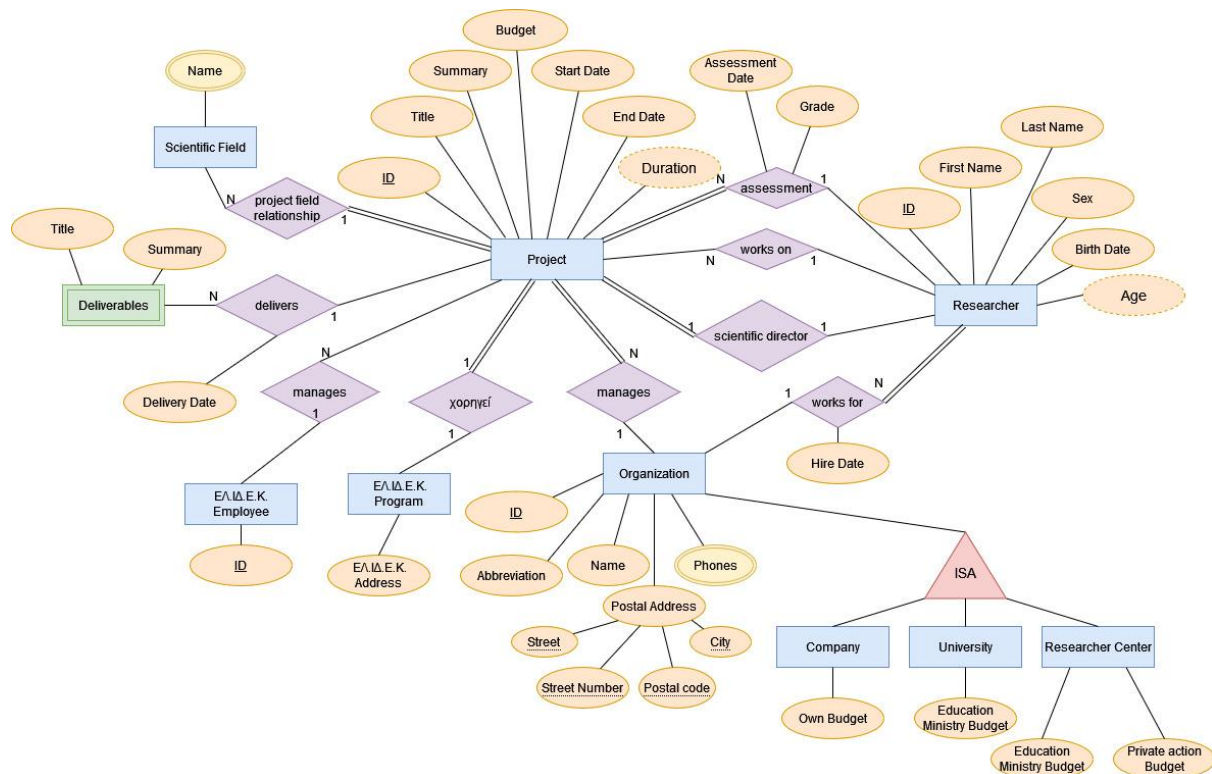 Budget
Name
Summary
Start Date
Assessment
Date
Grade
Title
End Date
Last Name
Scientific Field
Duration
First Name
ID
N
assessment
1
ID
Sex
N
project field
relationship
1
Title
Summary
Project
N
works on
1
Birth Date
Age
Deliverables
N
delivers
1
1
scientific director
1
Researcher
N
1
N
N
Delivery Date
manages
1
χορηγεί
1
manages
1
1
works for
Hire Date
ΕΛ.ΙΔ.Ε.Κ.
Employee
ΕΛ.ΙΔ.Ε.Κ.
Program
Organization
ID
ID
ΕΛ.ΙΔ.Ε.Κ.
Address
Abbreviation
Name
Phones
ISA
Postal Address
Street
City
Street Number
Postal code
Company
University
Researcher Center
Own Budget
Education
Ministry Budget
Education
Ministry Budget
Private action
Budget